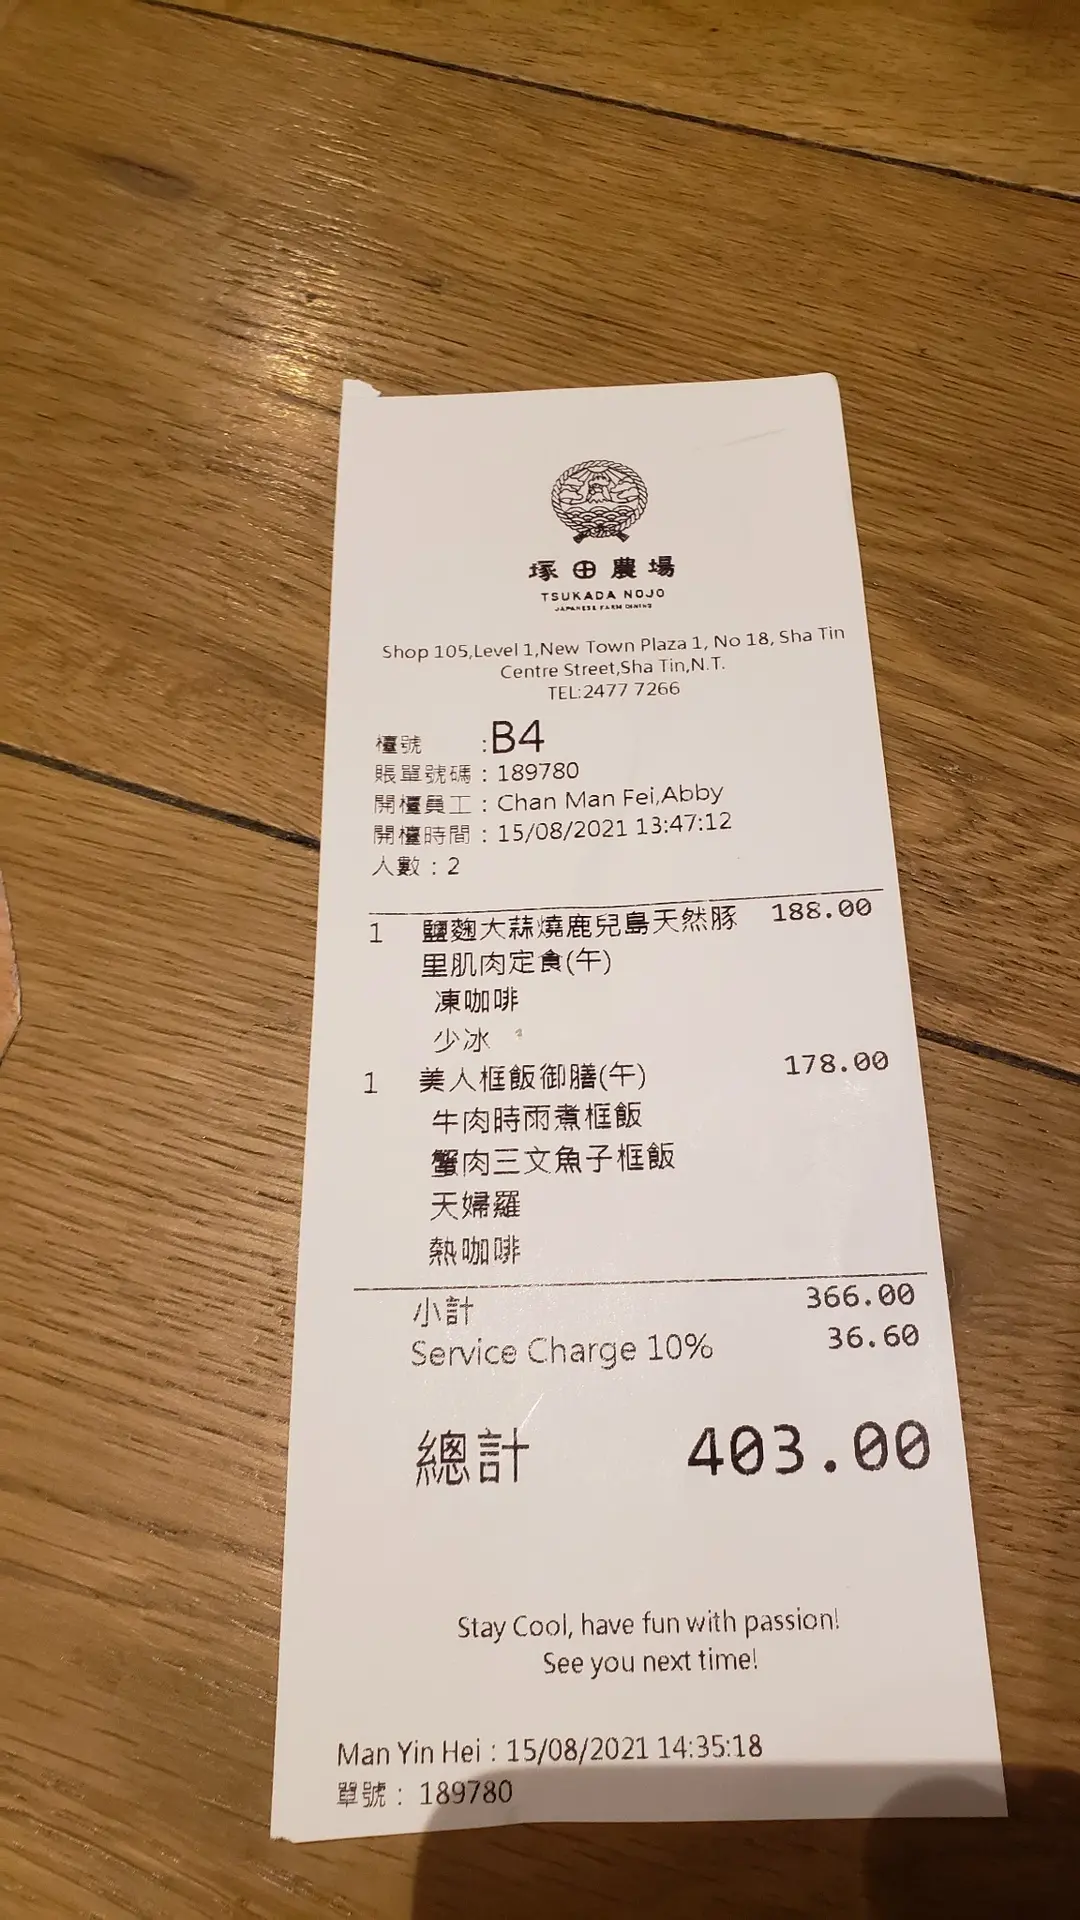 塚田農場
TSUKADA NOJO
JAPANESE FARM DINING
Shop 105,Level 1,New Town Plaza 1, No 18, Sha Tin
Centre Street,Sha Tin,N.T.
TEL:2477 7266
檯號 :B4
賬單號碼 : 189780
開檯員工 : Chan Man Fei,Abby
開檯時間 : 15/08/2021 13:47:12
人數 : 2
1 鹽麴大蒜燒鹿兒島天然豚 188.00
里肌肉定食(午)
凍咖啡
少冰
1 美人框飯御膳(午) 178.00
牛肉時雨煮框飯
蟹肉三文魚子框飯
天婦羅
熱咖啡
小計 366.00
Service Charge 10% 36.60
總計 403.00
Stay Cool, have fun with passion!
See you next time!
Man Yin Hei : 15/08/2021 14:35:18
單號 : 189780